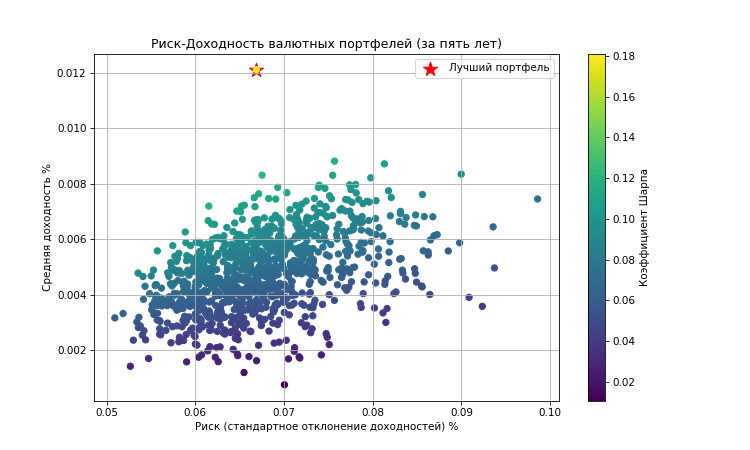 Риск-Доходность валютных портфелей (за пять лет)
Лучший портфель
Средняя доходность %
0.012
0.010
0.008
0.006
0.004
0.002
0.05 0.06 0.07 0.08 0.09 0.10
Риск (стандартное отклонение доходностей) %
0.18
0.16
0.14
0.12
0.10
0.08
0.06
0.04
0.02
Коэффициент Шарпа